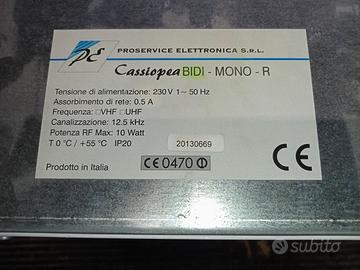 PE
PROSERVICE ELETTRONICA S.R.L.
Cassiopea BIDI - MONO - R
Tensione di alimentazione: 230 V 1~ 50 Hz
Assorbimento di rete: 0.5 A
Frequenza: □VHF □UHF
Canalizzazione: 12.5 kHz
Potenza RF Max: 10 Watt
T 0°C / +55°C IP20
20130669
Prodotto in Italia
CE 0470
CE
subito